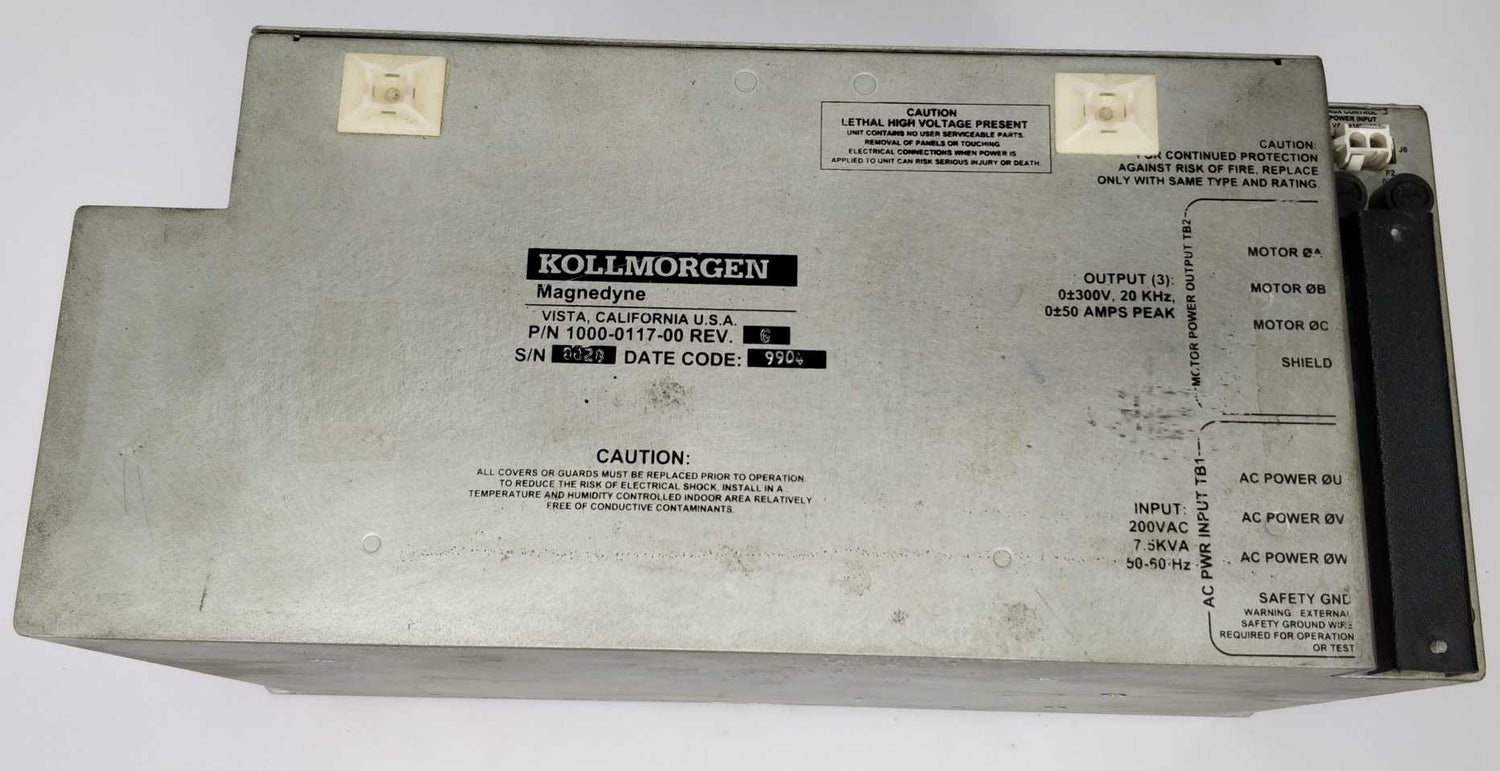 CAUTION
LETHAL HIGH VOLTAGE PRESENT
UNIT CONTAINS NO USER SERVICEABLE PARTS.
REMOVAL OF PANELS OR TOUCHING
ELECTRICAL CONNECTIONS WHEN POWER IS
APPLIED TO UNIT CAN RISK SERIOUS INJURY OR DEATH.
CAUTION:
FOR CONTINUED PROTECTION
AGAINST RISK OF FIRE, REPLACE
ONLY WITH SAME TYPE AND RATING.
POWER INPUT
J6
F2
KOLLMORGEN
Magnedyne
VISTA, CALIFORNIA U.S.A.
P/N 1000-0117-00 REV. G
S/N DATE CODE: 9904
OUTPUT (3):
0±300V, 20 KHz,
0±50 AMPS PEAK
MOTOR POWER OUTPUT TB2
MOTOR ØA
MOTOR ØB
MOTOR ØC
SHIELD
CAUTION:
ALL COVERS OR GUARDS MUST BE REPLACED PRIOR TO OPERATION.
TO REDUCE THE RISK OF ELECTRICAL SHOCK, INSTALL IN A
TEMPERATURE AND HUMIDITY CONTROLLED INDOOR AREA RELATIVELY
FREE OF CONDUCTIVE CONTAMINANTS.
INPUT:
200VAC
7.5KVA
50-60 Hz
AC PWR INPUT TB1
AC POWER ØU
AC POWER ØV
AC POWER ØW
SAFETY GND
WARNING: EXTERNAL
SAFETY GROUND WIRE
REQUIRED FOR OPERATION
OR TEST